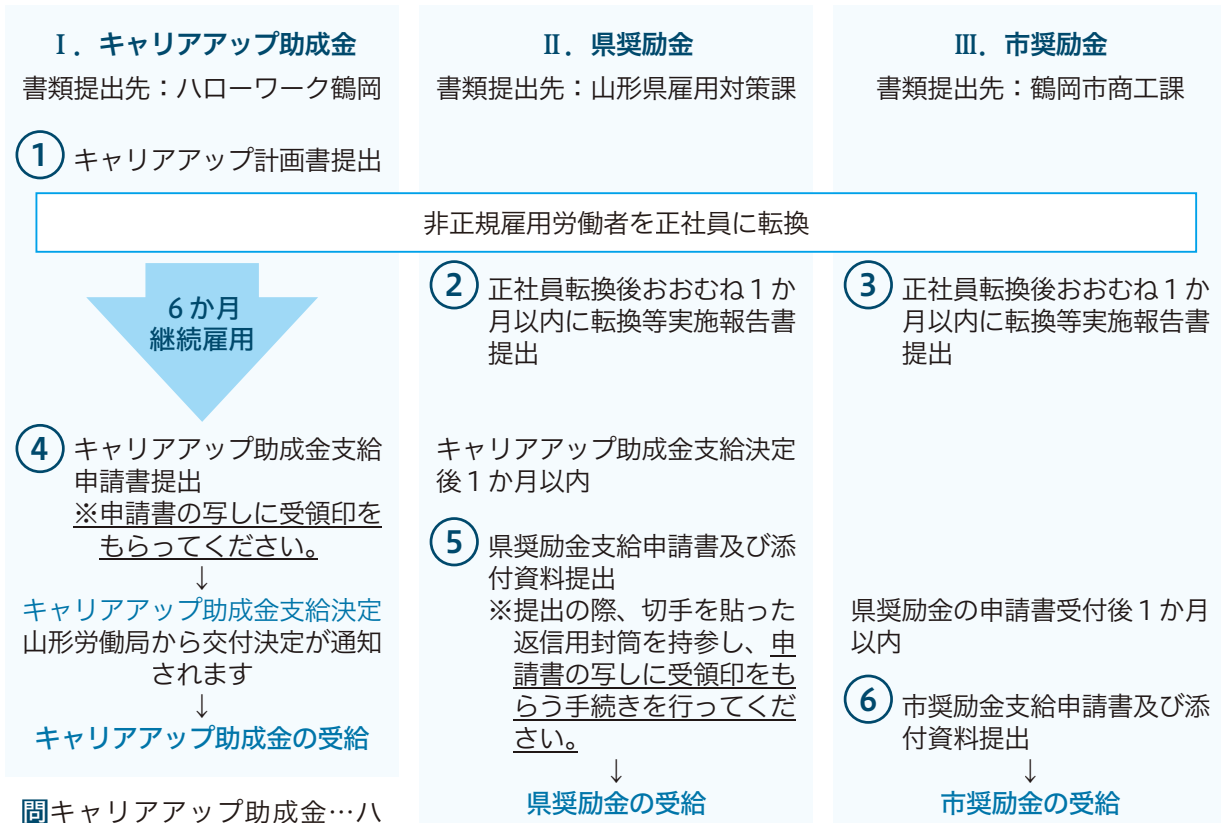 Ⅰ．キャリアアップ助成金
書類提出先：ハローワーク鶴岡
① キャリアアップ計画書提出
Ⅱ．県奨励金
書類提出先：山形県雇用対策課
Ⅲ．市奨励金
書類提出先：鶴岡市商工課
非正規雇用労働者を正社員に転換
６か月
継続雇用
④ キャリアアップ助成金支給
申請書提出
※申請書の写しに受領印を
もらってください。
↓
キャリアアップ助成金支給決定
山形労働局から交付決定が通知
されます
↓
キャリアアップ助成金の受給
② 正社員転換後おおむね１か
月以内に転換等実施報告書
提出
キャリアアップ助成金支給決定
後１か月以内
⑤ 県奨励金支給申請書及び添
付資料提出
※提出の際、切手を貼った
返信用封筒を持参し、申
請書の写しに受領印をも
らう手続きを行ってくだ
さい。
↓
県奨励金の受給
③ 正社員転換後おおむね１か
月以内に転換等実施報告書
提出
県奨励金の申請書受付後１か月
以内
⑥ 市奨励金支給申請書及び添
付資料提出
↓
市奨励金の受給
問キャリアアップ助成金…ハ